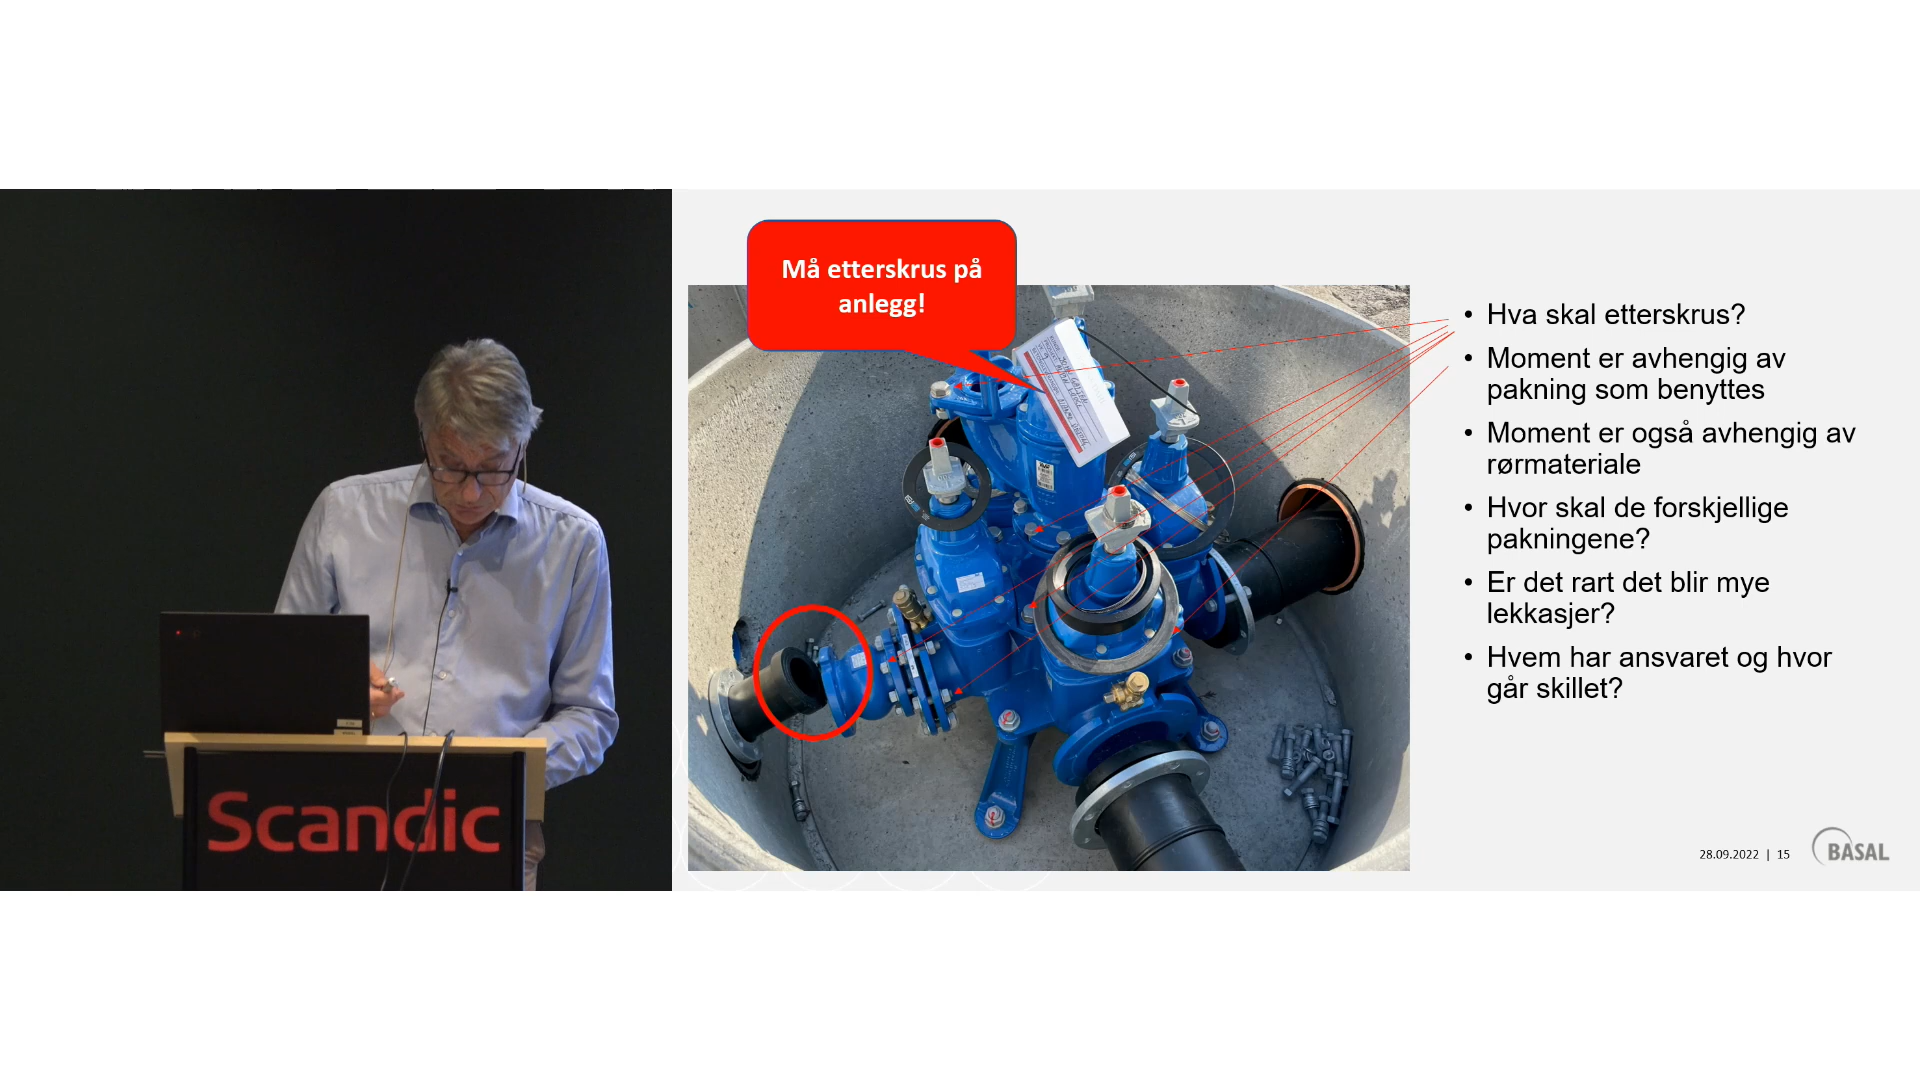 Må etterskrus på
anlegg!
• Hva skal etterskrus?
• Moment er avhengig av
pakning som benyttes
• Moment er også avhengig av
rørmateriale
• Hvor skal de forskjellige
pakningene?
• Er det rart det blir mye
lekkasjer?
• Hvem har ansvaret og hvor
går skillet?
28.09.2022 | 15
BASAL
Scandic